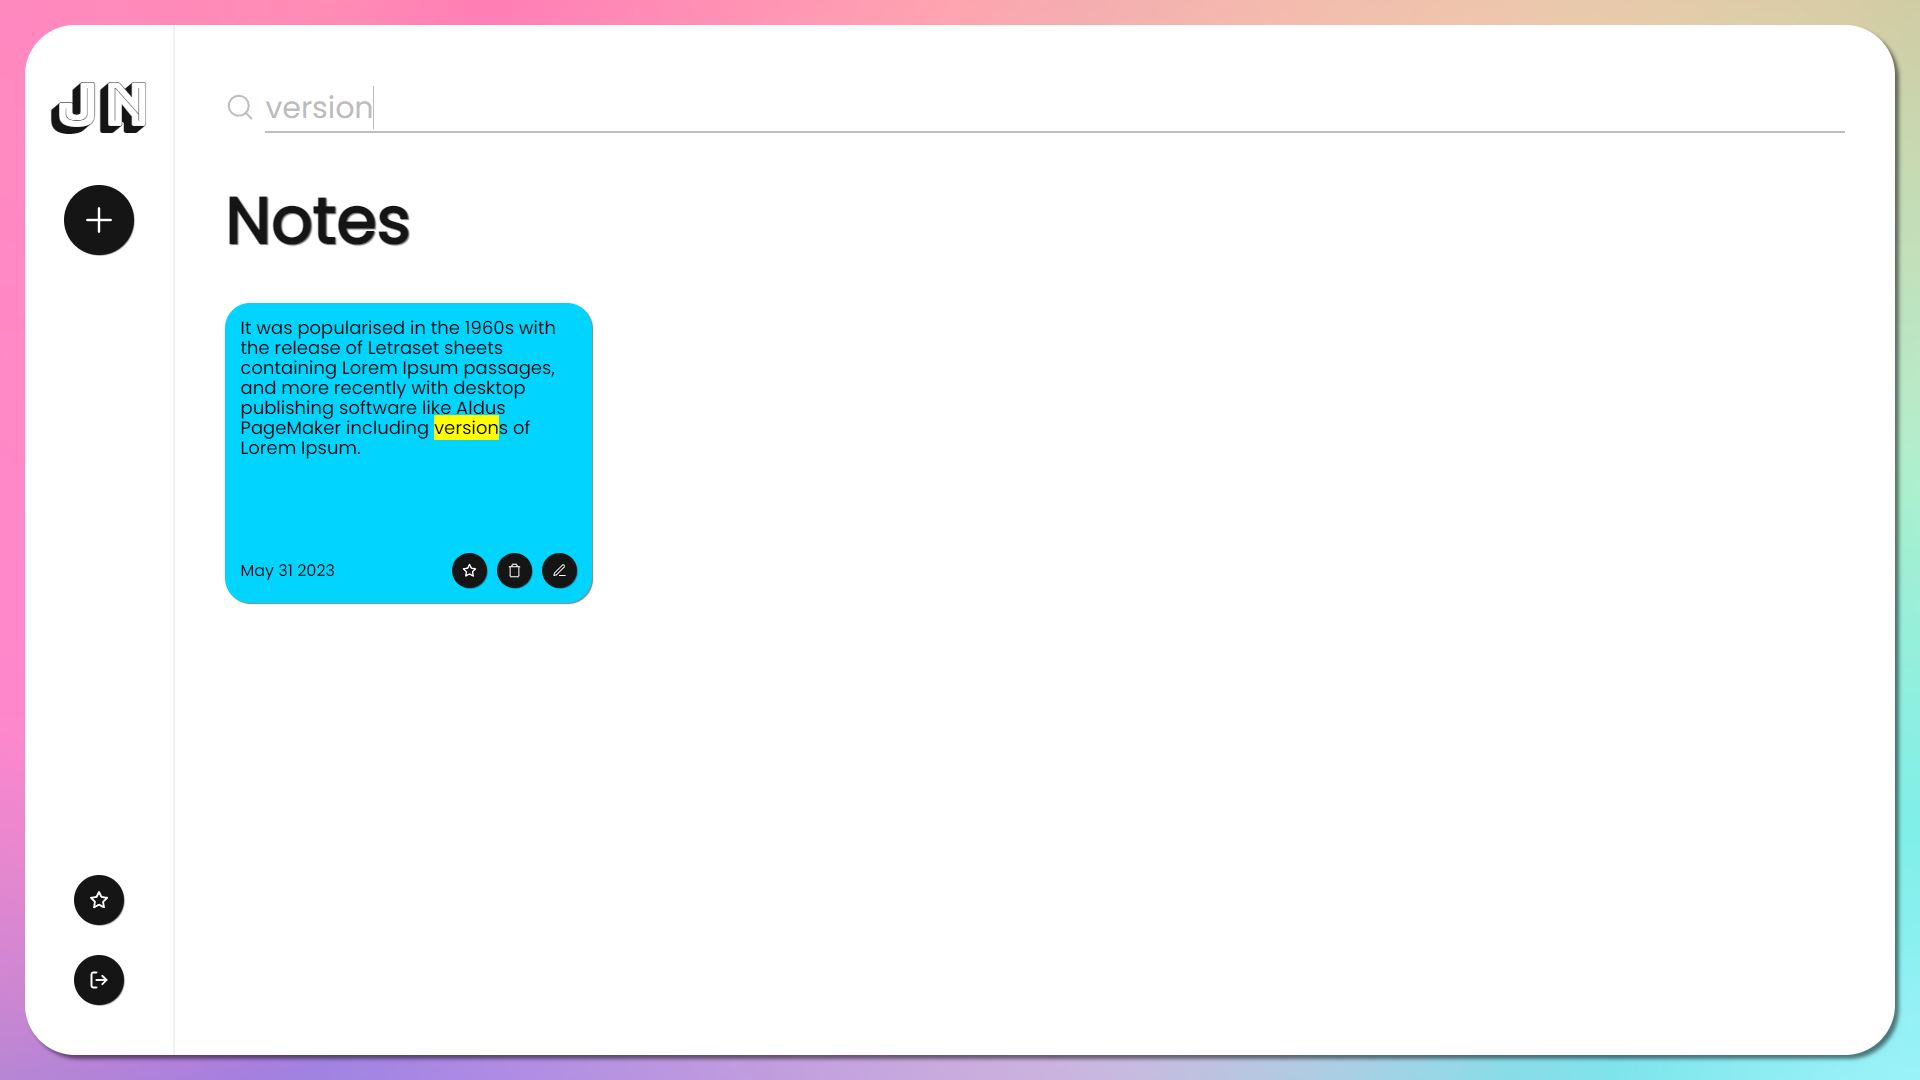 JN
version
Notes
It was popularised in the 1960s with
the release of Letraset sheets
containing Lorem Ipsum passages,
and more recently with desktop
publishing software like Aldus
PageMaker including versions of
Lorem Ipsum.
May 31 2023